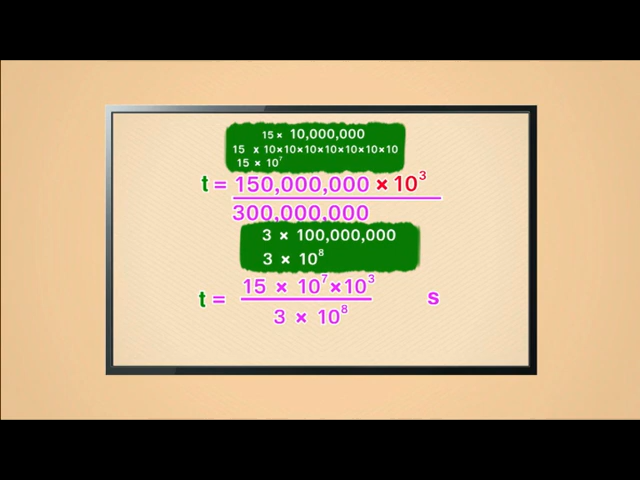 15 × 10,000,000
15 x 10×10×10×10×10×10×10
15 × 10⁷
t = 150,000,000 × 10³
300,000,000
3 × 100,000,000
3 × 10⁸
t = 15 × 10⁷×10³ s
3 × 10⁸